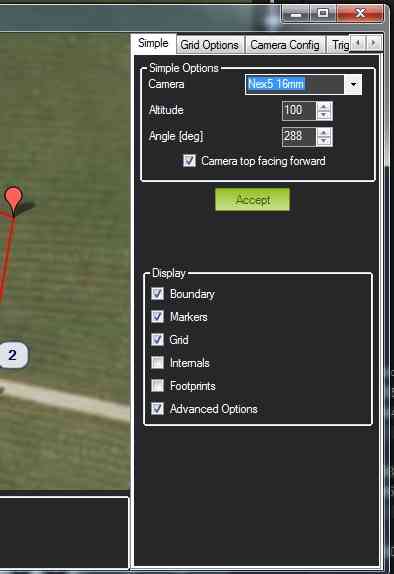 Simple Grid Options Camera Config Trig
Simple Options
Camera Nex5 16mm
Altitude 100
Angle [deg] 288
Camera top facing forward
Accept
Display
Boundary
Markers
Grid
2
Internals
Footprints
Advanced Options